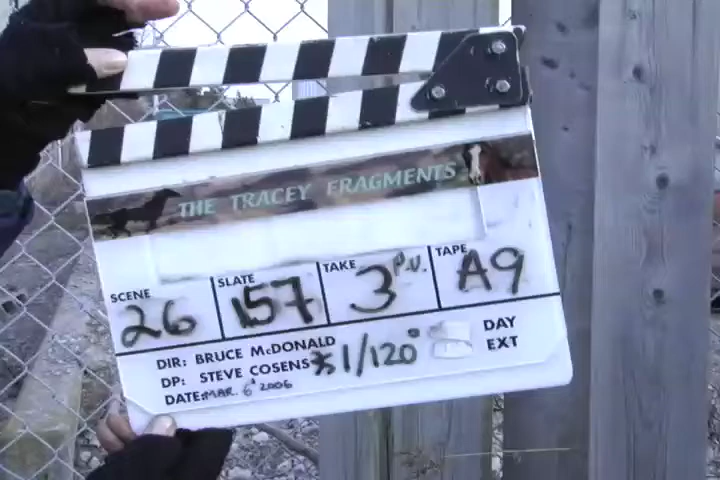 THE TRACEY FRAGMENTS
SCENE SLATE TAKE TAPE
26 157 3 P.U. A9
DIR: BRUCE McDONALD
DAY
DP: STEVE COSENS * 1/120°
EXT
DATE: MAR. 6 2006